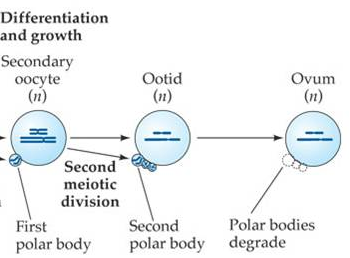 Differentiation
and growth
Secondary
oocyte
(n)
Ootid
(n)
Ovum
(n)
Second
meiotic
division
First
polar body
Second
polar body
Polar bodies
degrade